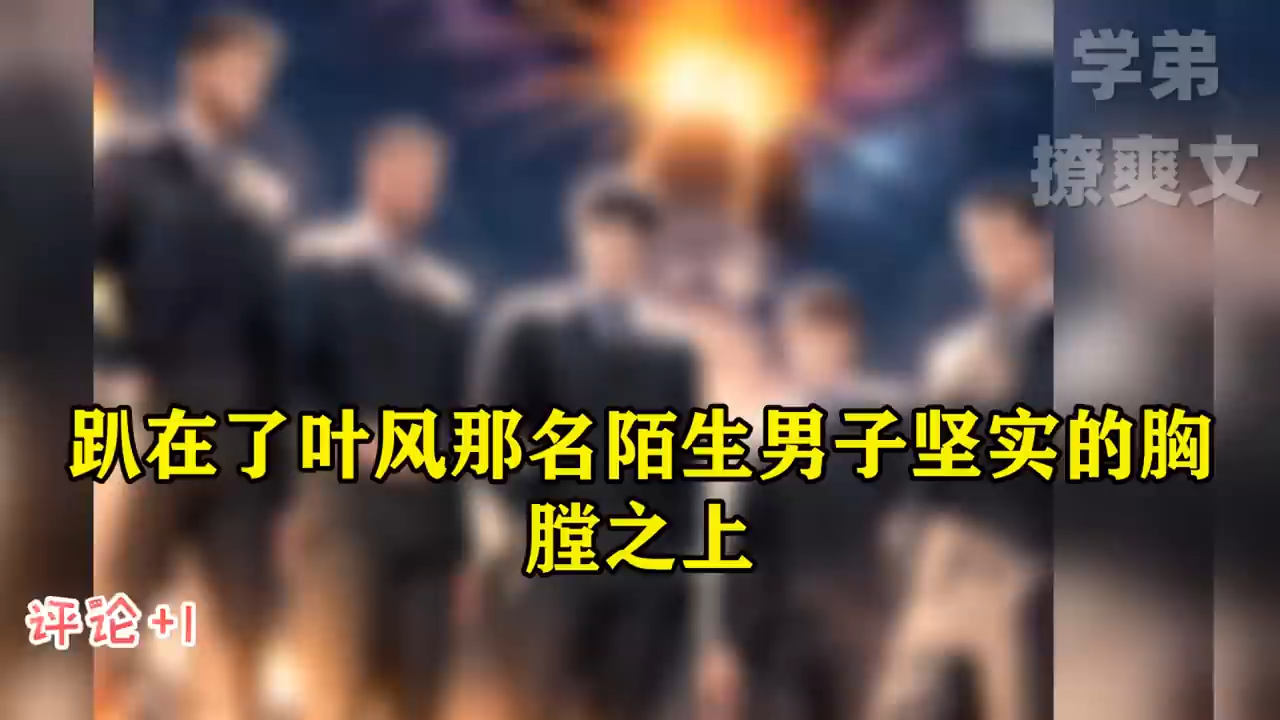 学弟
撩爽文
趴在了叶风那名陌生男子坚实的胸
膛之上
评论+1